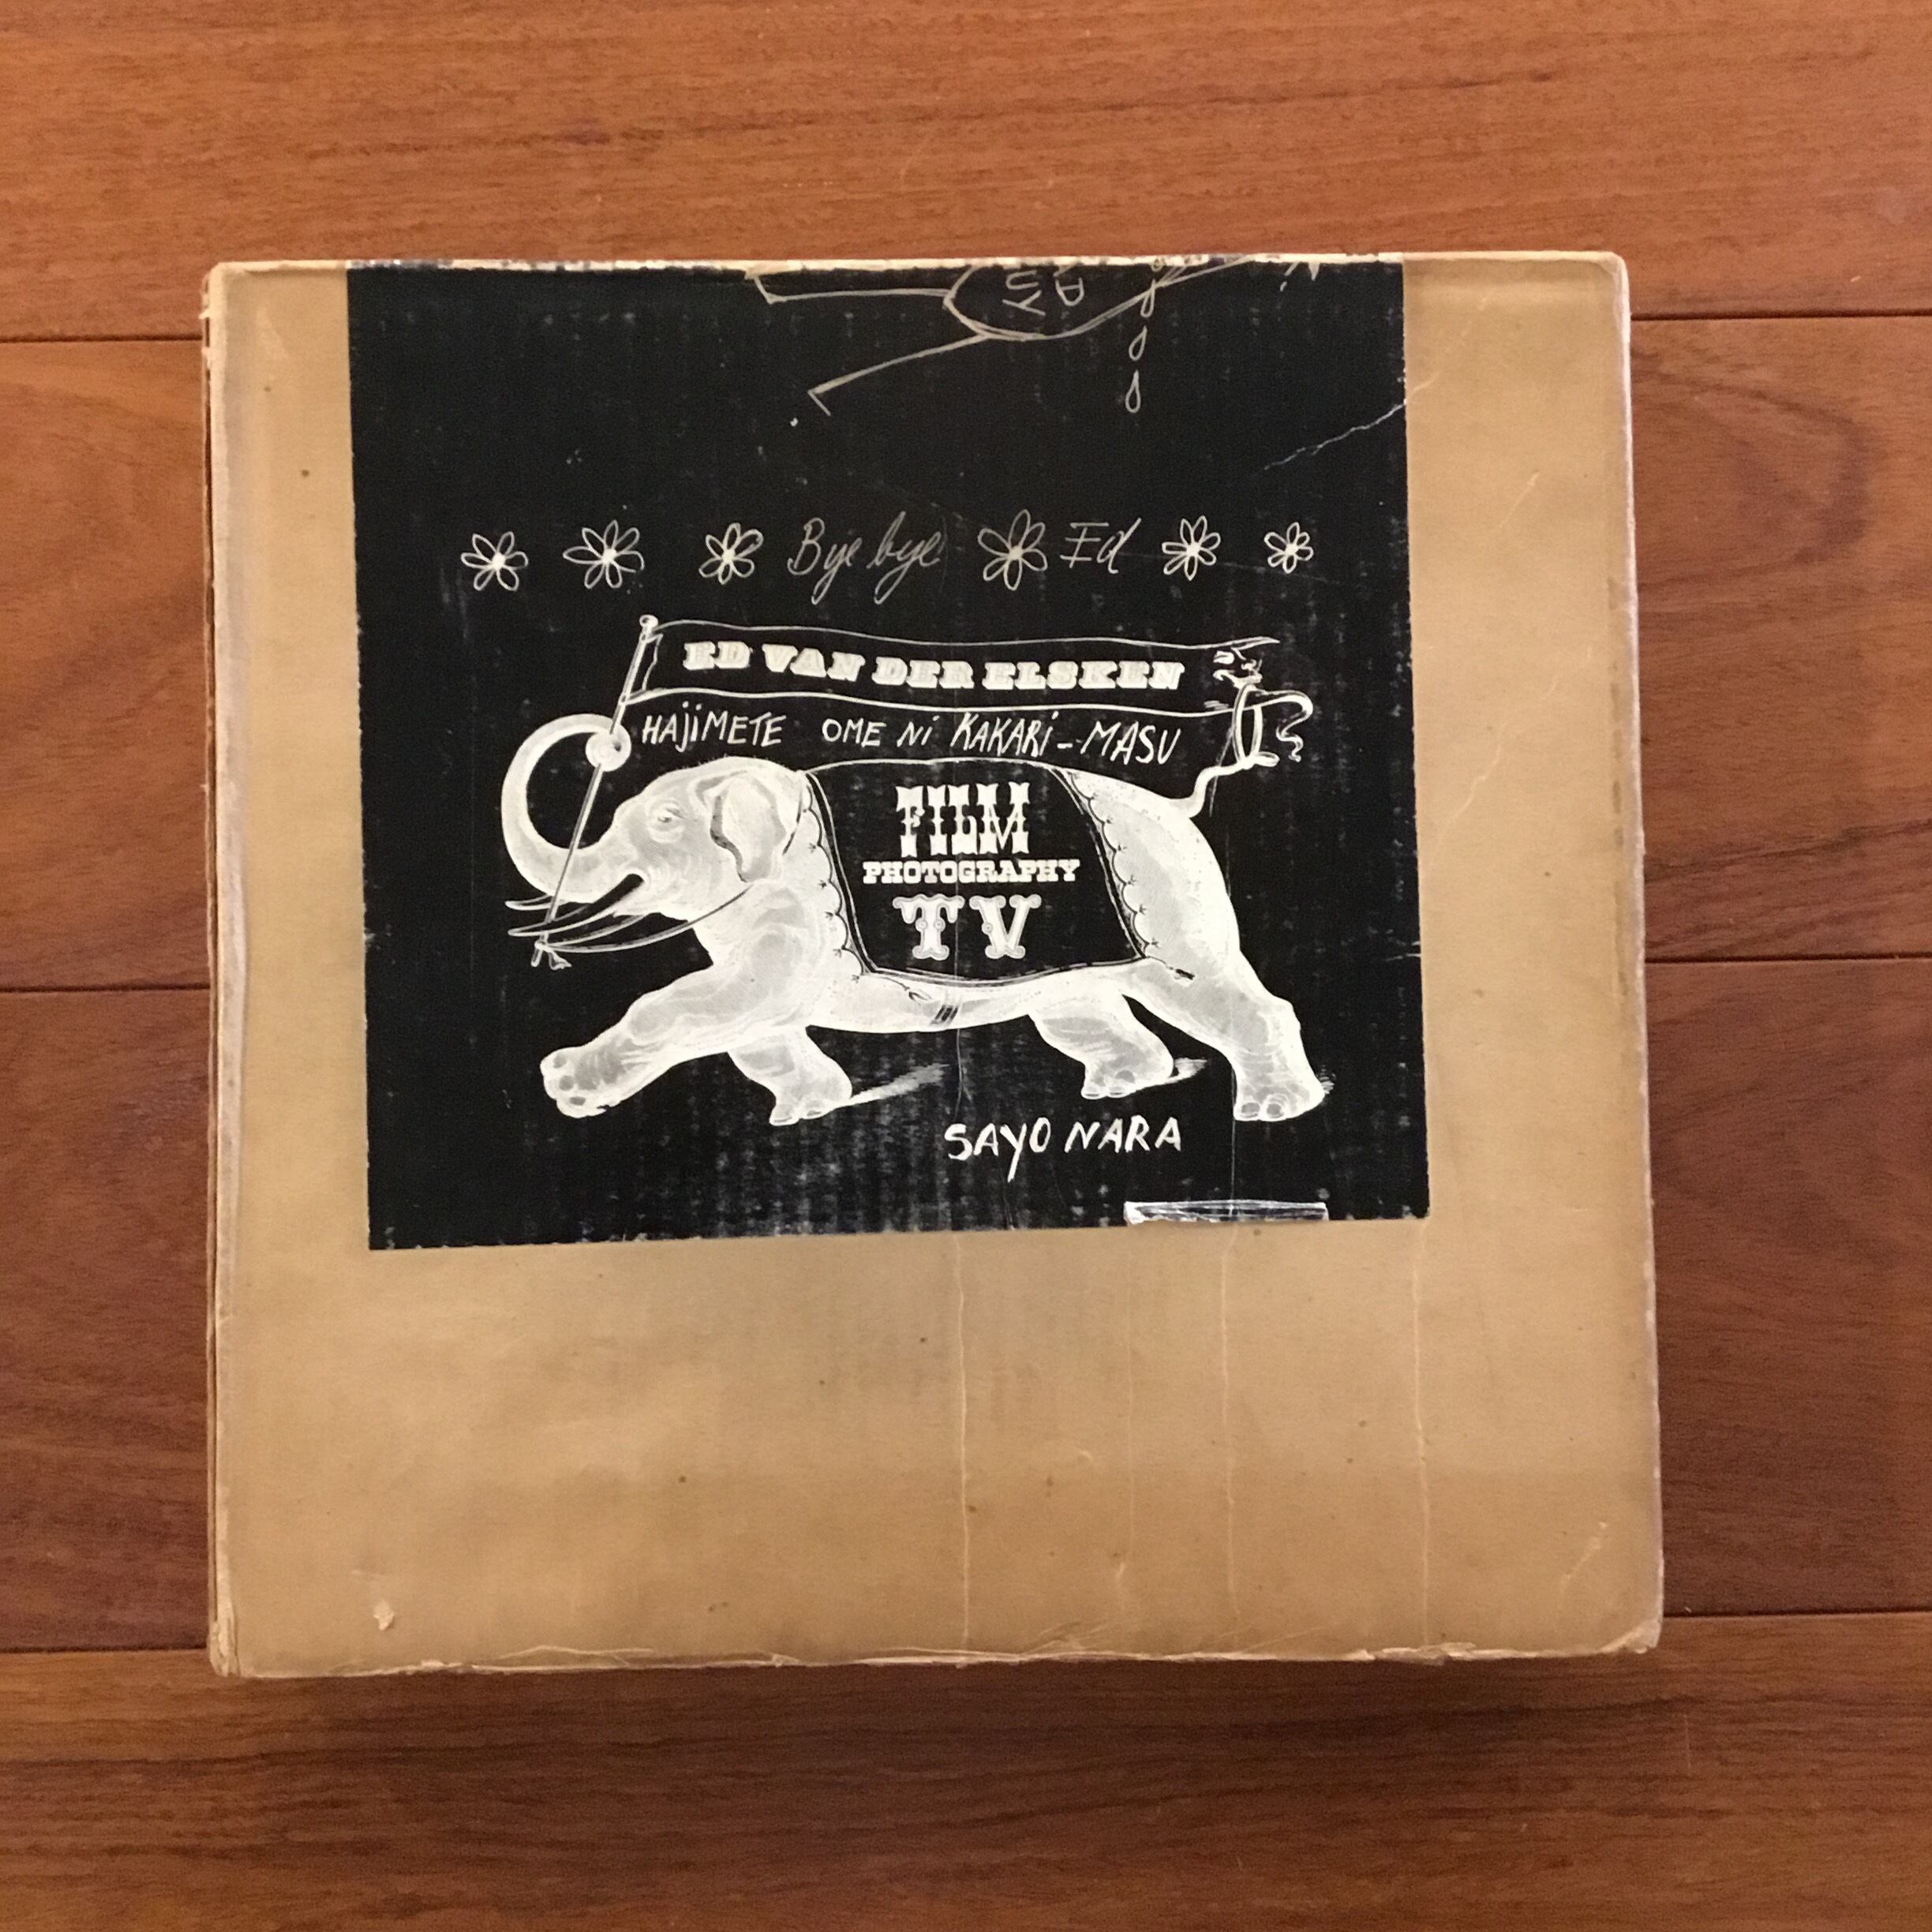 Bye bye Ed
ED VAN DER ELSKEN
HAjiMETE OME Ni KAKARi-MASU
FILM
PHOTOGRAPHY
TV
SAYO NARA